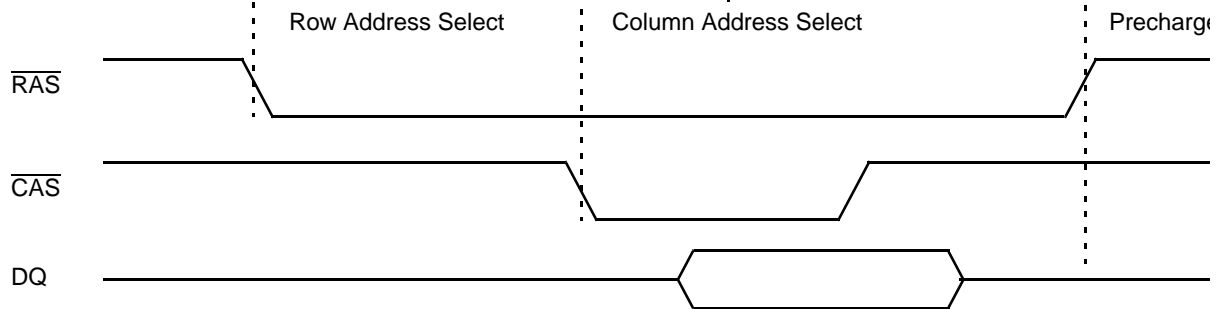 Row Address Select
Column Address Select
Precharge
RAS
CAS
DQ